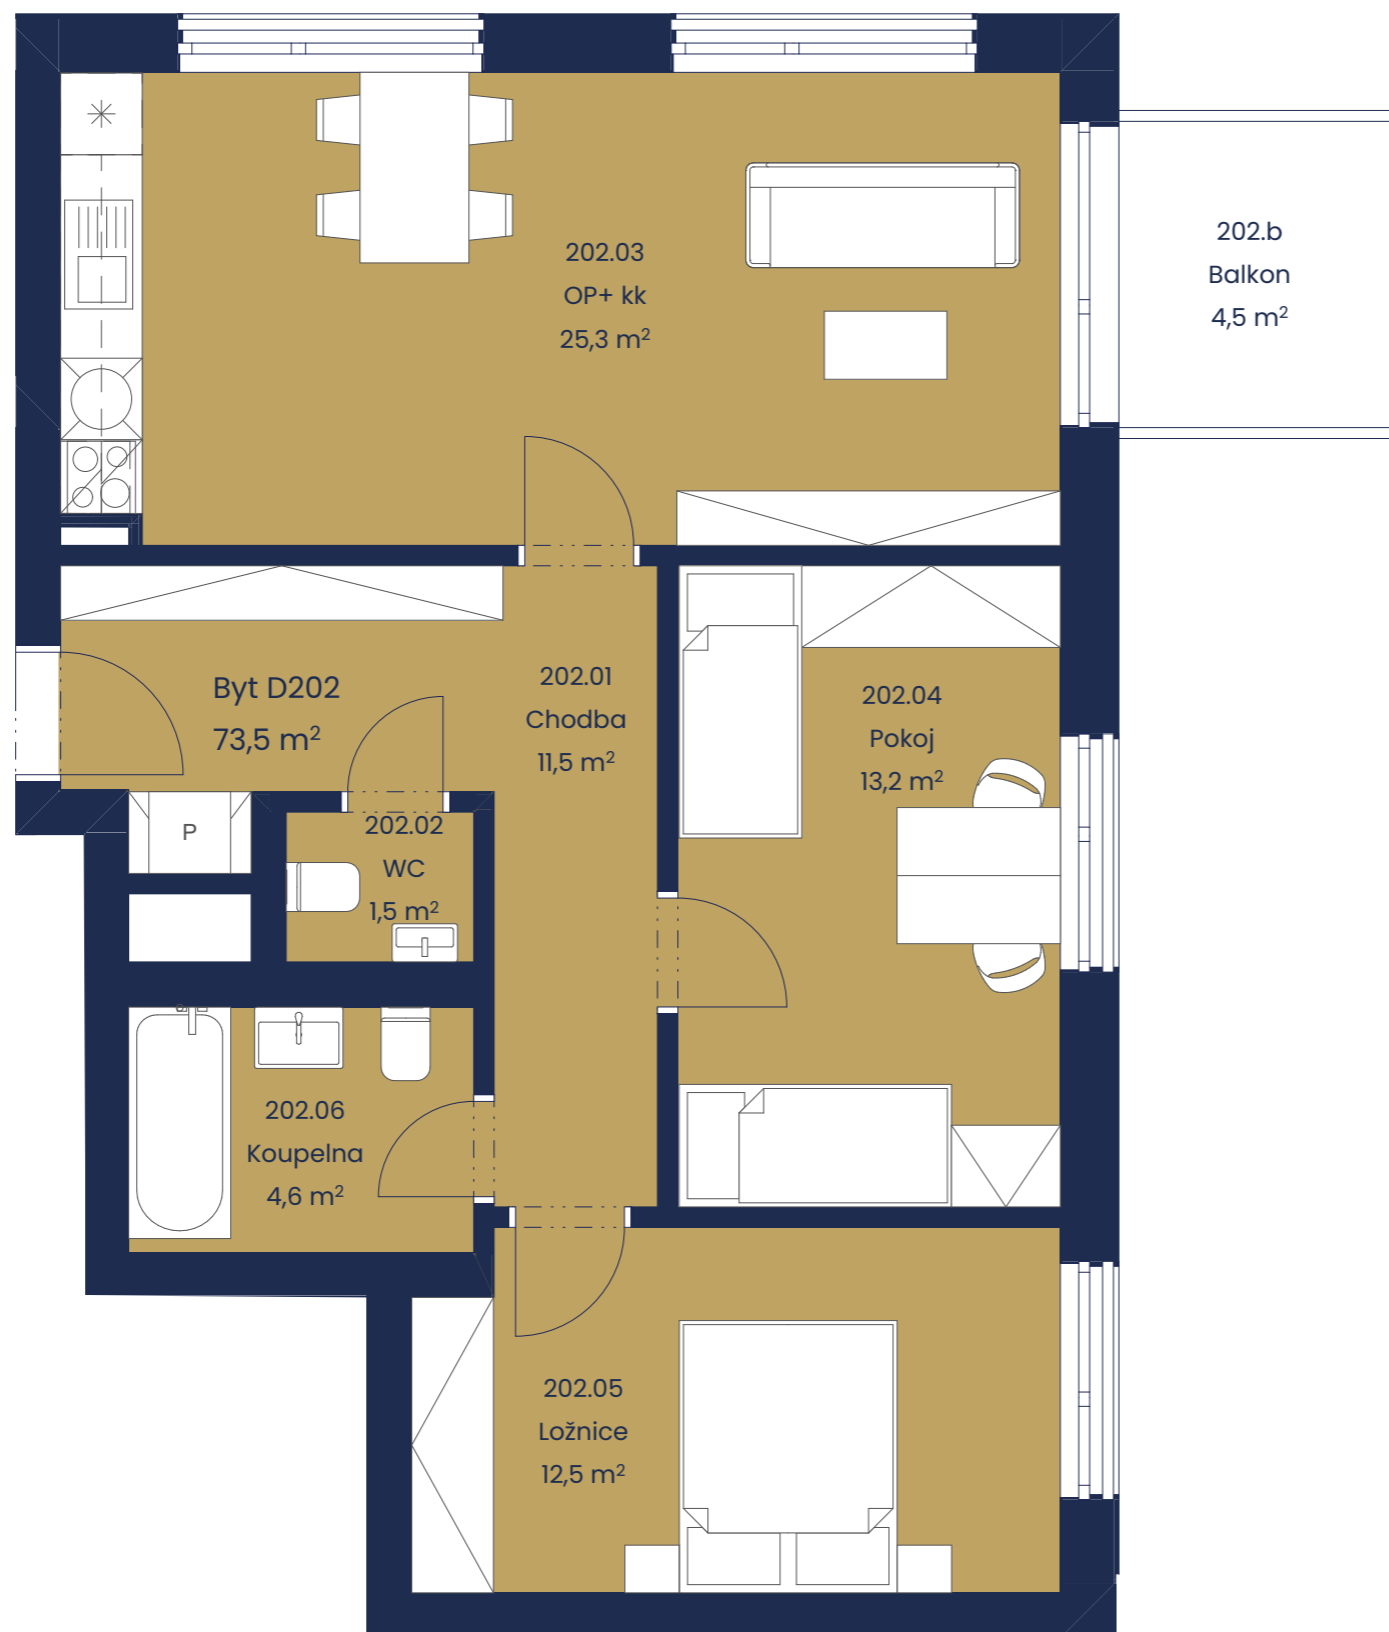 202.03
OP+ kk
25,3 m²
202.b
Balkon
4,5 m²
Byt D202
73,5 m²
202.01
Chodba
11,5 m²
202.04
Pokoj
13,2 m²
P
202.02
WC
1,5 m²
202.06
Koupelna
4,6 m²
202.05
Ložnice
12,5 m²